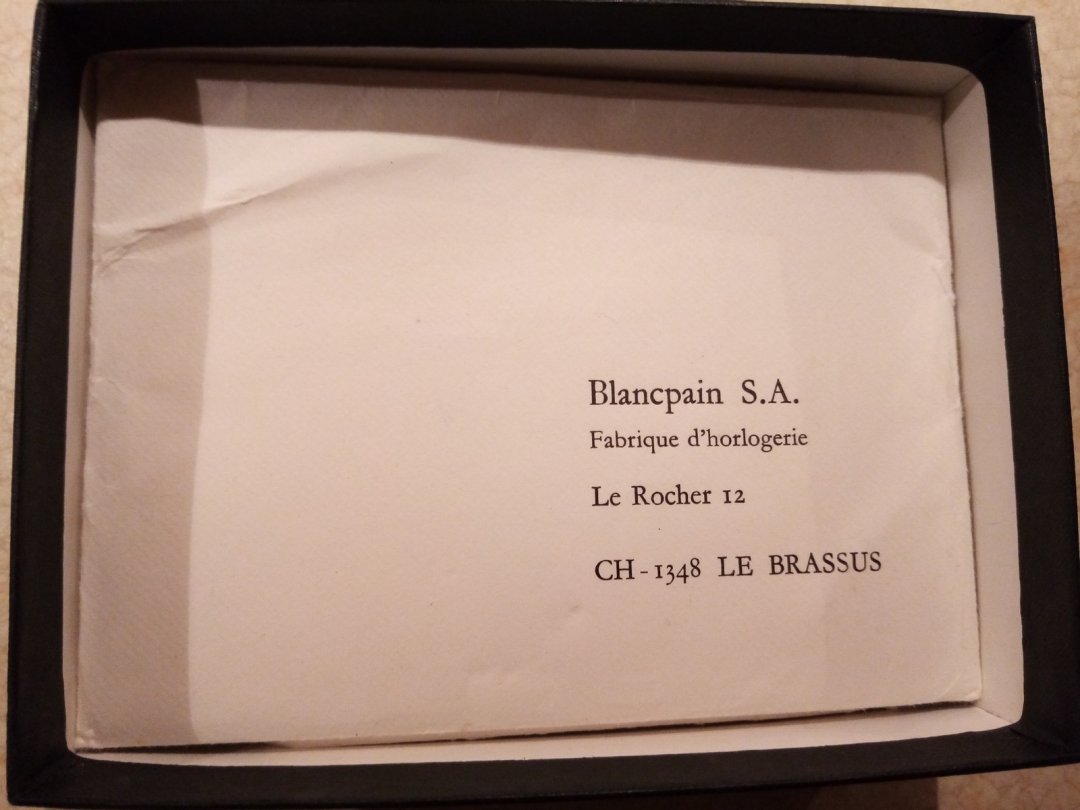 Blancpain S.A.
Fabrique d'horlogerie
Le Rocher 12
CH - 1348 LE BRASSUS